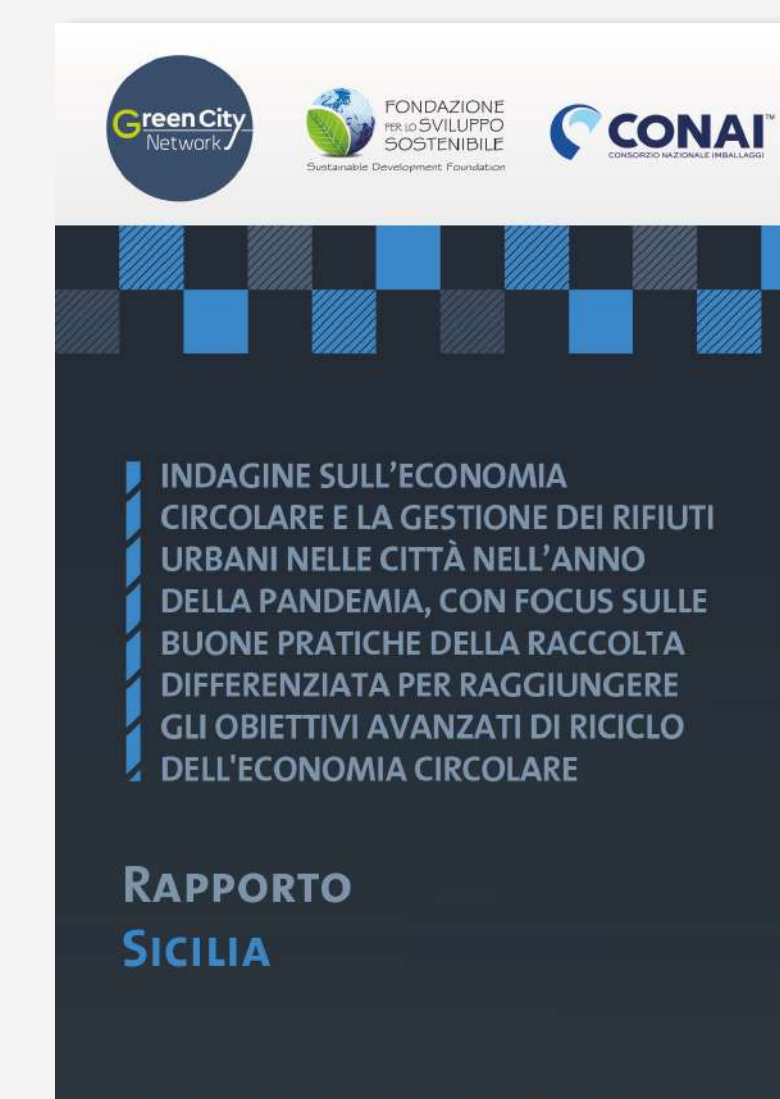 Green City
Network
FONDAZIONE
PER LO SVILUPPO
SOSTENIBILE
Sustainable Development Foundation
CONAI™
CONSORZIO NAZIONALE IMBALLAGGI
INDAGINE SULL'ECONOMIA
CIRCOLARE E LA GESTIONE DEI RIFIUTI
URBANI NELLE CITTÀ NELL'ANNO
DELLA PANDEMIA, CON FOCUS SULLE
BUONE PRATICHE DELLA RACCOLTA
DIFFERENZIATA PER RAGGIUNGERE
GLI OBIETTIVI AVANZATI DI RICICLO
DELL'ECONOMIA CIRCOLARE
RAPPORTO
SICILIA